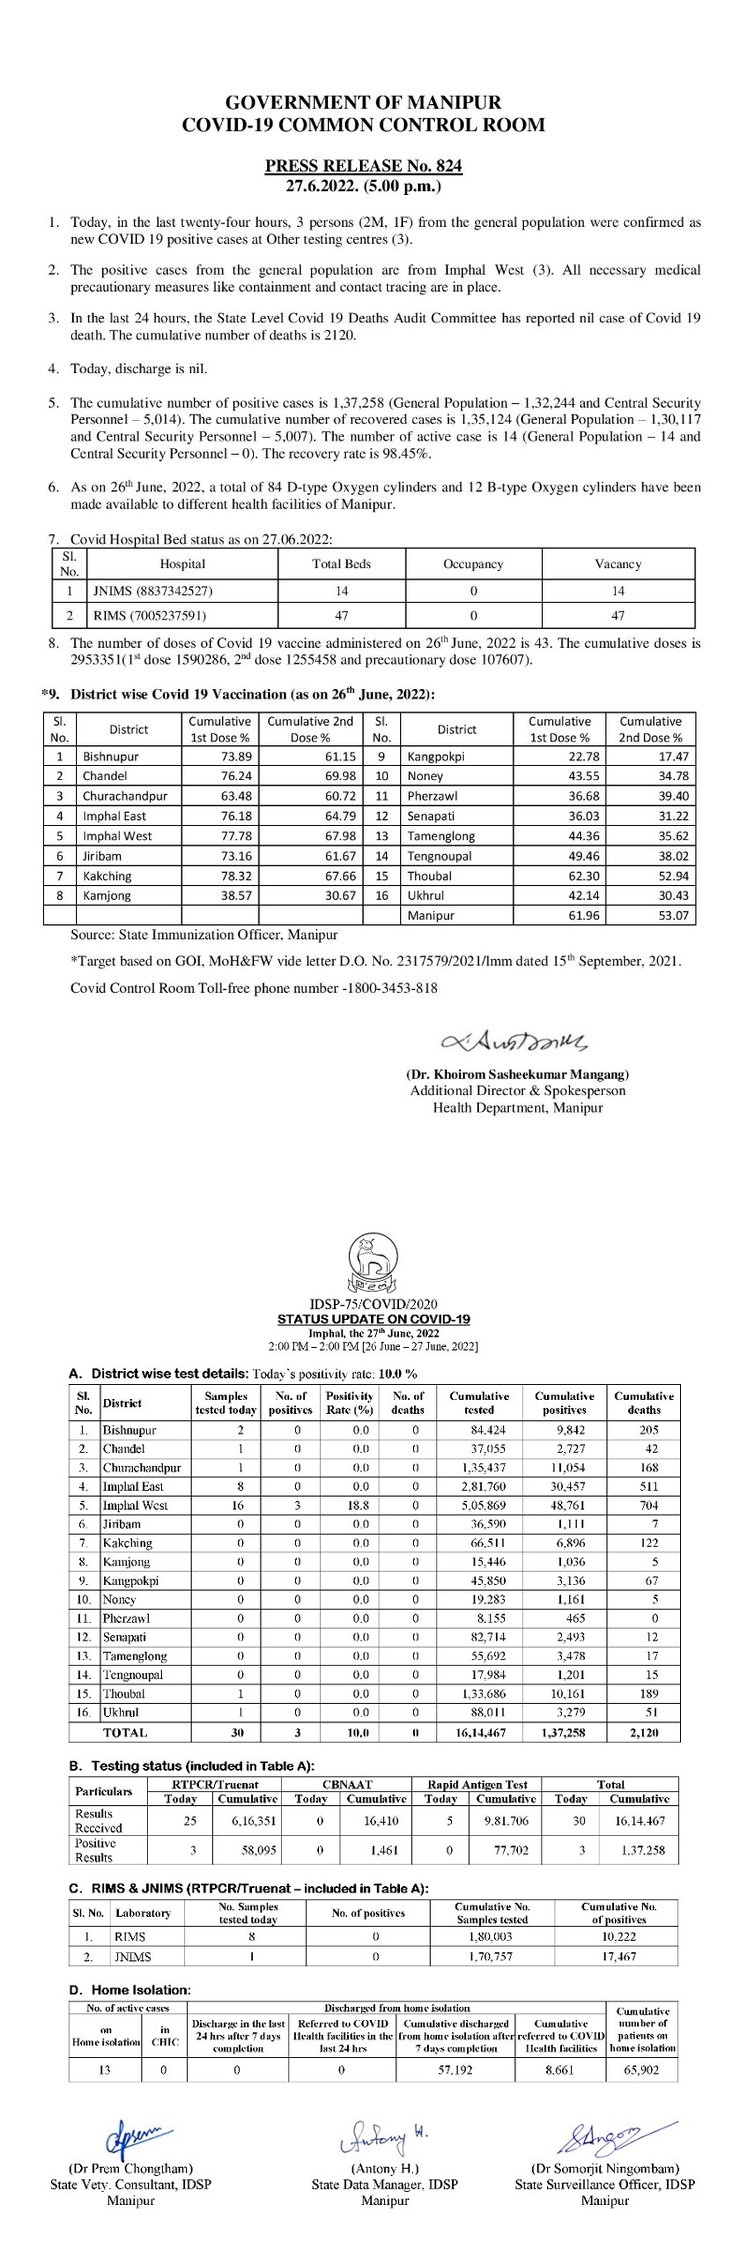 GOVERNMENT OF MANIPUR
COVID-19 COMMON CONTROL ROOM
PRESS RELEASE No. 824
27.6.2022. (5.00 p.m.)
1. Today, in the last twenty-four hours, 3 persons (2M, 1F) from the general population were confirmed as
new COVID 19 positive cases at Other testing centres (3).
2. The positive cases from the general population are from Imphal West (3). All necessary medical
precautionary measures like containment and contact tracing are in place.
3. In the last 24 hours, the State Level Covid 19 Deaths Audit Committee has reported nil case of Covid 19
death. The cumulative number of deaths is 2120.
4. Today, discharge is nil.
5. The cumulative number of positive cases is 1,37,258 (General Population – 1,32,244 and Central Security
Personnel – 5,014). The cumulative number of recovered cases is 1,35,124 (General Population – 1,30,117
and Central Security Personnel – 5,007). The number of active case is 14 (General Population – 14 and
Central Security Personnel – 0). The recovery rate is 98.45%.
6. As on 26th June, 2022, a total of 84 D-type Oxygen cylinders and 12 B-type Oxygen cylinders have been
made available to different health facilities of Manipur.
7. Covid Hospital Bed status as on 27.06.2022:
Sl. No. Hospital Total Beds Occupancy Vacancy
1 JNIMS (8837342527) 14 0 14
2 RIMS (7005237591) 47 0 47
8. The number of doses of Covid 19 vaccine administered on 26th June, 2022 is 43. The cumulative doses is
2953351(1st dose 1590286, 2nd dose 1255458 and precautionary dose 107607).
*9. District wise Covid 19 Vaccination (as on 26th June, 2022):
Sl. No. District Cumulative 1st Dose % Cumulative 2nd Dose % Sl. No. District Cumulative 1st Dose % Cumulative 2nd Dose %
1 Bishnupur 73.89 61.15 9 Kangpokpi 22.78 17.47
2 Chandel 76.24 69.98 10 Noney 43.55 34.78
3 Churachandpur 63.48 60.72 11 Pherzawl 36.68 39.40
4 Imphal East 76.18 64.79 12 Senapati 36.03 31.22
5 Imphal West 77.78 67.98 13 Tamenglong 44.36 35.62
6 Jiribam 73.16 61.67 14 Tengnoupal 49.46 38.02
7 Kakching 78.32 67.66 15 Thoubal 62.30 52.94
8 Kamjong 38.57 30.67 16 Ukhrul 42.14 30.43
Manipur 61.96 53.07
Source: State Immunization Officer, Manipur
*Target based on GOI, MoH&FW vide letter D.O. No. 2317579/2021/Imm dated 15th September, 2021.
Covid Control Room Toll-free phone number -1800-3453-818
(Dr. Khoirom Sasheekumar Mangang)
Additional Director & Spokesperson
Health Department, Manipur
IDSP-75/COVID/2020
STATUS UPDATE ON COVID-19
Imphal, the 27th June, 2022
2:00 PM – 2:00 PM [26 June – 27 June, 2022]
A. District wise test details: Today's positivity rate: 10.0 %
Sl. No. District Samples tested today No. of positives Positivity Rate (%) No. of deaths Cumulative tested Cumulative positives Cumulative deaths
1. Bishnupur 2 0 0.0 0 84,424 9,842 205
2. Chandel 1 0 0.0 0 37,055 2,727 42
3. Churachandpur 1 0 0.0 0 1,35,437 11,054 168
4. Imphal East 8 0 0.0 0 2,81,760 30,457 511
5. Imphal West 16 3 18.8 0 5,05,869 48,761 704
6. Jiribam 0 0 0.0 0 36,590 1,111 7
7. Kakching 0 0 0.0 0 66,511 6,896 122
8. Kamjong 0 0 0.0 0 15,446 1,036 5
9. Kangpokpi 0 0 0.0 0 45,850 3,136 67
10. Noney 0 0 0.0 0 19,283 1,161 5
11. Pherzawl 0 0 0.0 0 8,155 465 0
12. Senapati 0 0 0.0 0 82,714 2,493 12
13. Tamenglong 0 0 0.0 0 55,692 3,478 17
14. Tengnoupal 0 0 0.0 0 17,984 1,201 15
15. Thoubal 1 0 0.0 0 1,33,686 10,161 189
16. Ukhrul 1 0 0.0 0 88,011 3,279 51
TOTAL 30 3 10.0 0 16,14,467 1,37,258 2,120
B. Testing status (included in Table A):
Particulars RTPCR/Truenat CBNAAT Rapid Antigen Test Total
Today Cumulative Today Cumulative Today Cumulative Today Cumulative
Results Received 25 6,16,351 0 16,410 5 9,81,706 30 16,14,467
Positive Results 3 58,095 0 1,461 0 77,702 3 1,37,258
C. RIMS & JNIMS (RTPCR/Truenat – included in Table A):
Sl. No. Laboratory No. Samples tested today No. of positives Cumulative No. Samples tested Cumulative No. of positives
1. RIMS 8 0 1,80,003 10,222
2. JNIMS 1 0 1,70,757 17,467
D. Home Isolation:
No. of active cases Discharged from home isolation Cumulative number of patients on home isolation
on Home isolation in CHIC Discharge in the last 24 hrs after 7 days completion Referred to COVID Health facilities in the last 24 hrs Cumulative discharged from home isolation after 7 days completion Cumulative referred to COVID Health facilities
13 0 0 0 57,192 8,661 65,902
Antony H.
(Dr Prem Chongtham) (Antony H.) (Dr Somorjit Ningombam)
State Vety. Consultant, IDSP State Data Manager, IDSP State Surveillance Officer, IDSP
Manipur Manipur Manipur